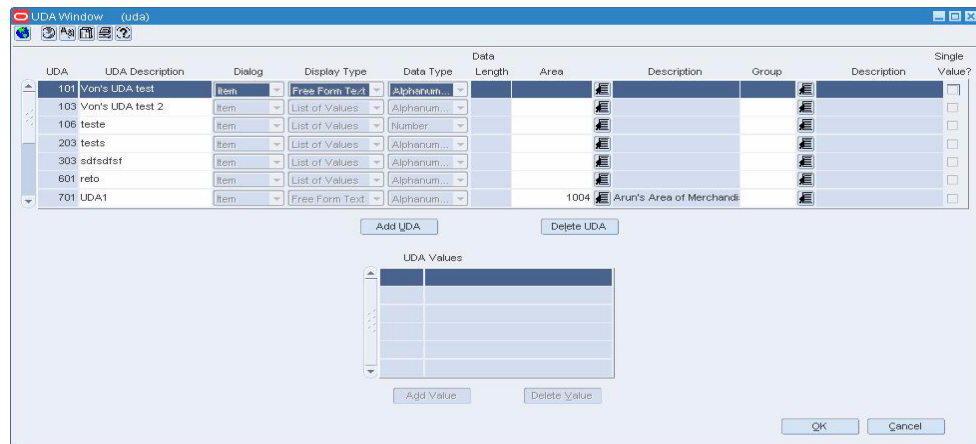 UDA Window (uda)
Data Single
UDA UDA Description Dialog Display Type Data Type Length Area Description Group Description Value?
101 Von's UDA test Item Free Form Text Alphanum...
103 Von's UDA test 2 Item List of Values Alphanum...
106 teste Item List of Values Number
203 tests Item List of Values Alphanum...
303 sdfsdfsf Item List of Values Alphanum...
601 reto Item List of Values Alphanum...
701 UDA1 Item Free Form Text Alphanum... 1004 Arun's Area of Merchandi
Add UDA Delete UDA
UDA Values
Add Value Delete Value
OK Cancel